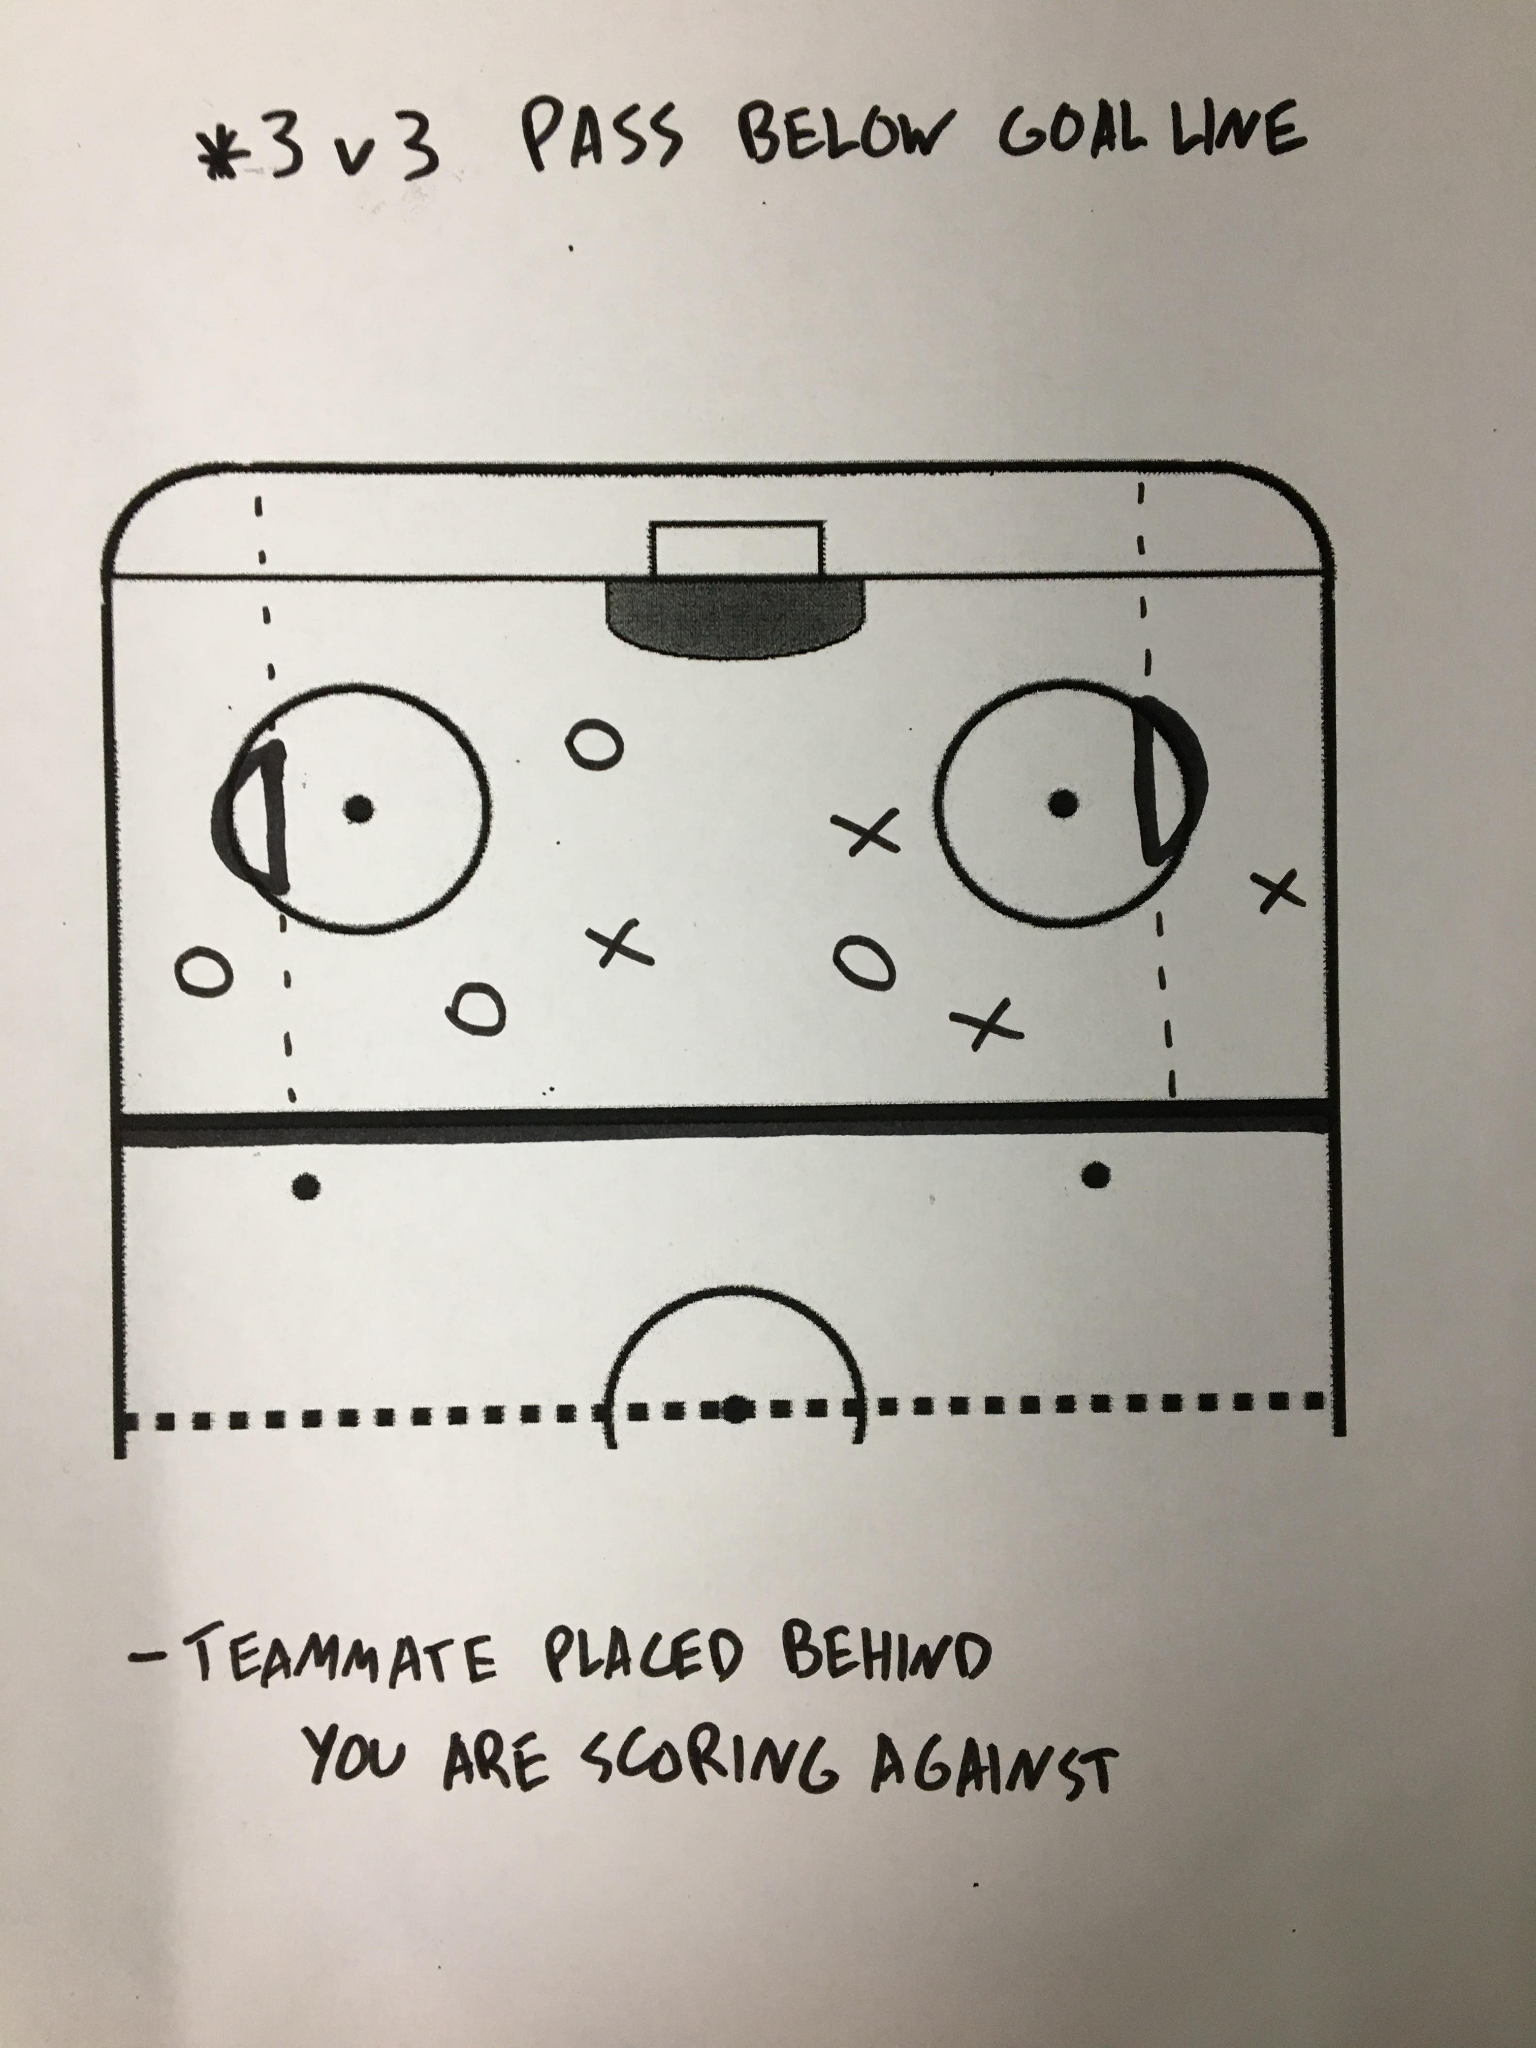 *3 v 3 PASS BELOW GOAL LINE
O
X
X
X
O
O
O
X
- TEAMMATE PLACED BEHIND
YOU ARE SCORING AGAINST